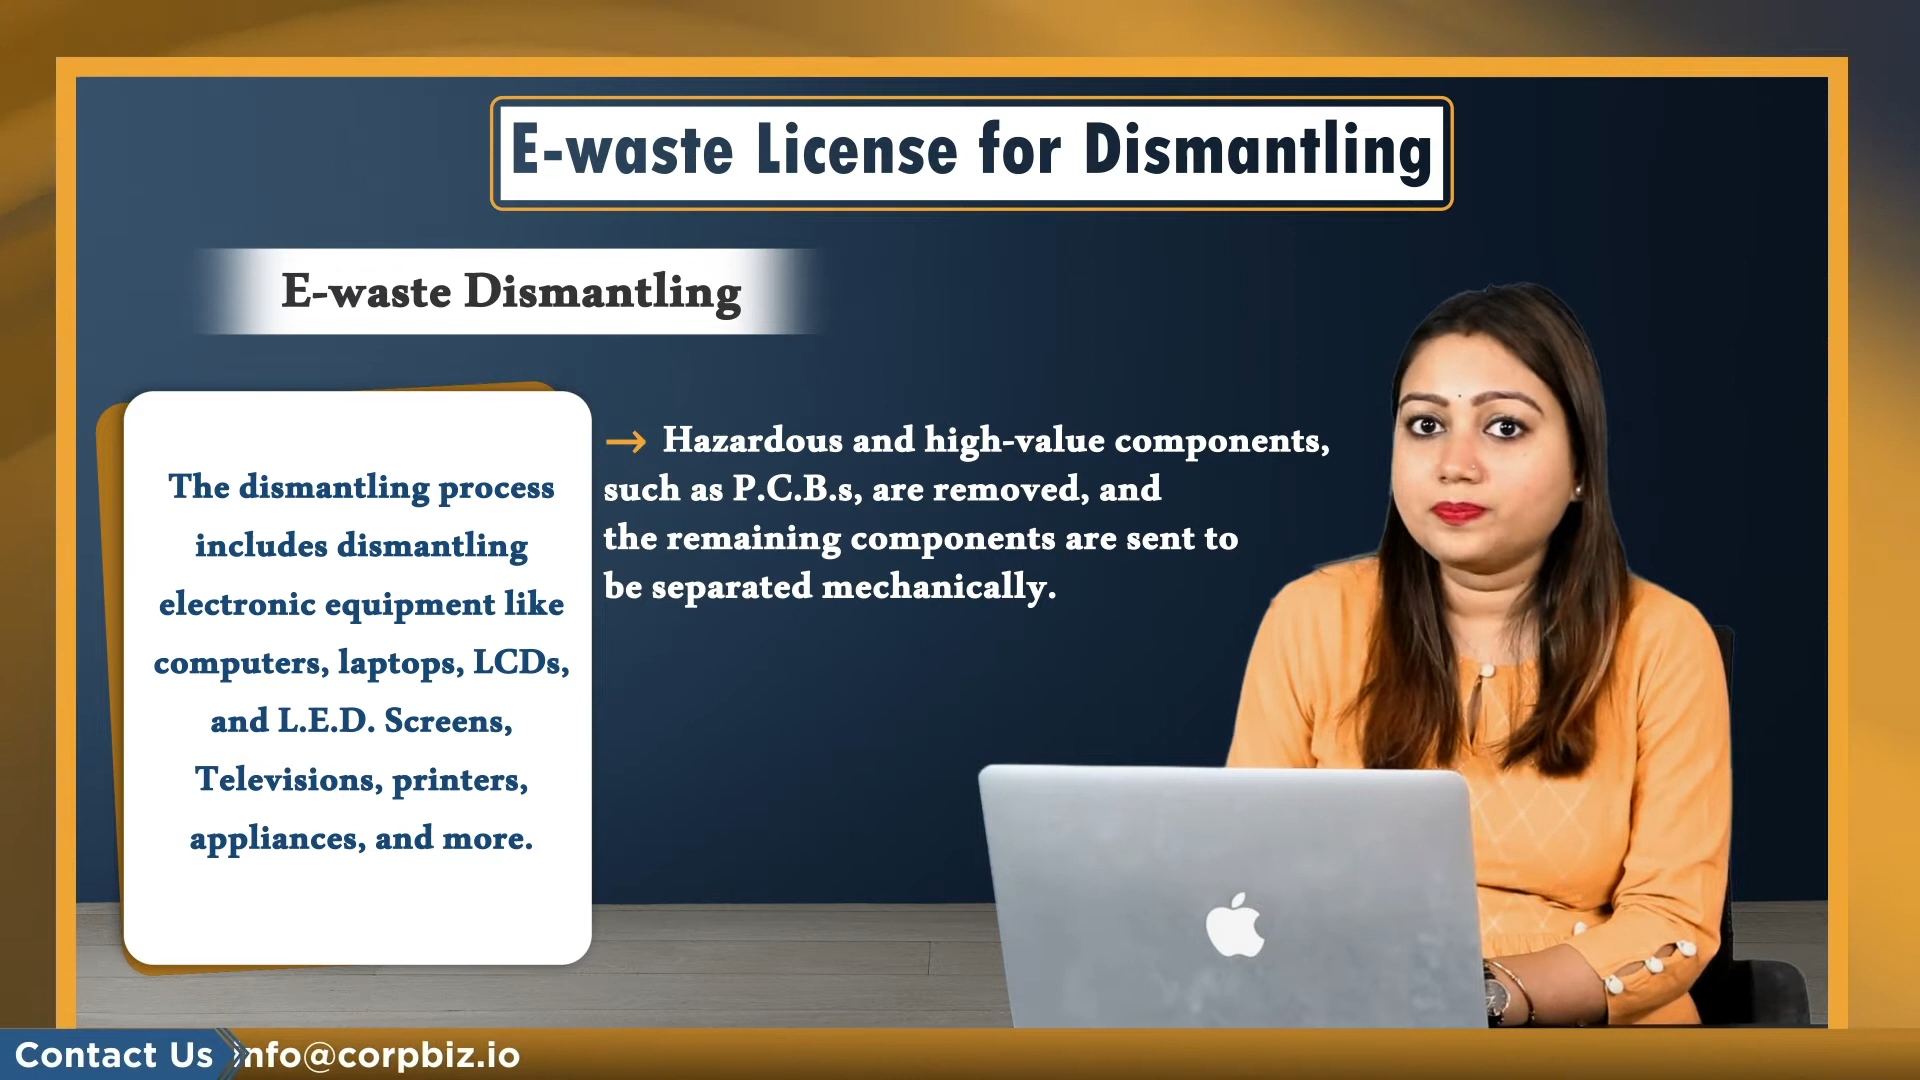 E-waste License for Dismantling
E-waste Dismantling
The dismantling process
includes dismantling
electronic equipment like
computers, laptops, LCDs,
and L.E.D. Screens,
Televisions, printers,
appliances, and more.
→ Hazardous and high-value components,
such as P.C.B.s, are removed, and
the remaining components are sent to
be separated mechanically.
Contact Us nfo@corpbiz.io